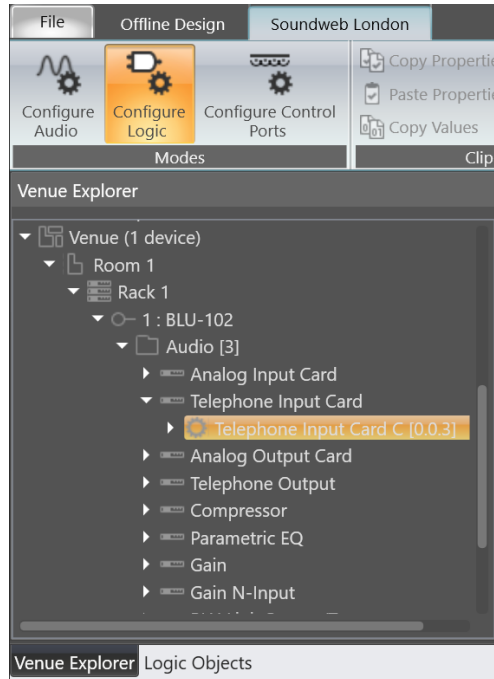 File Offline Design Soundweb London
Copy Propertie
Paste Propertie
Copy Values
Configure Audio
Configure Logic
Configure Control Ports
Modes Clip
Venue Explorer
Venue (1 device)
Room 1
Rack 1
1 : BLU-102
Audio [3]
Analog Input Card
Telephone Input Card
Telephone Input Card C [0.0.3]
Analog Output Card
Telephone Output
Compressor
Parametric EQ
Gain
Gain N-Input
Venue Explorer Logic Objects